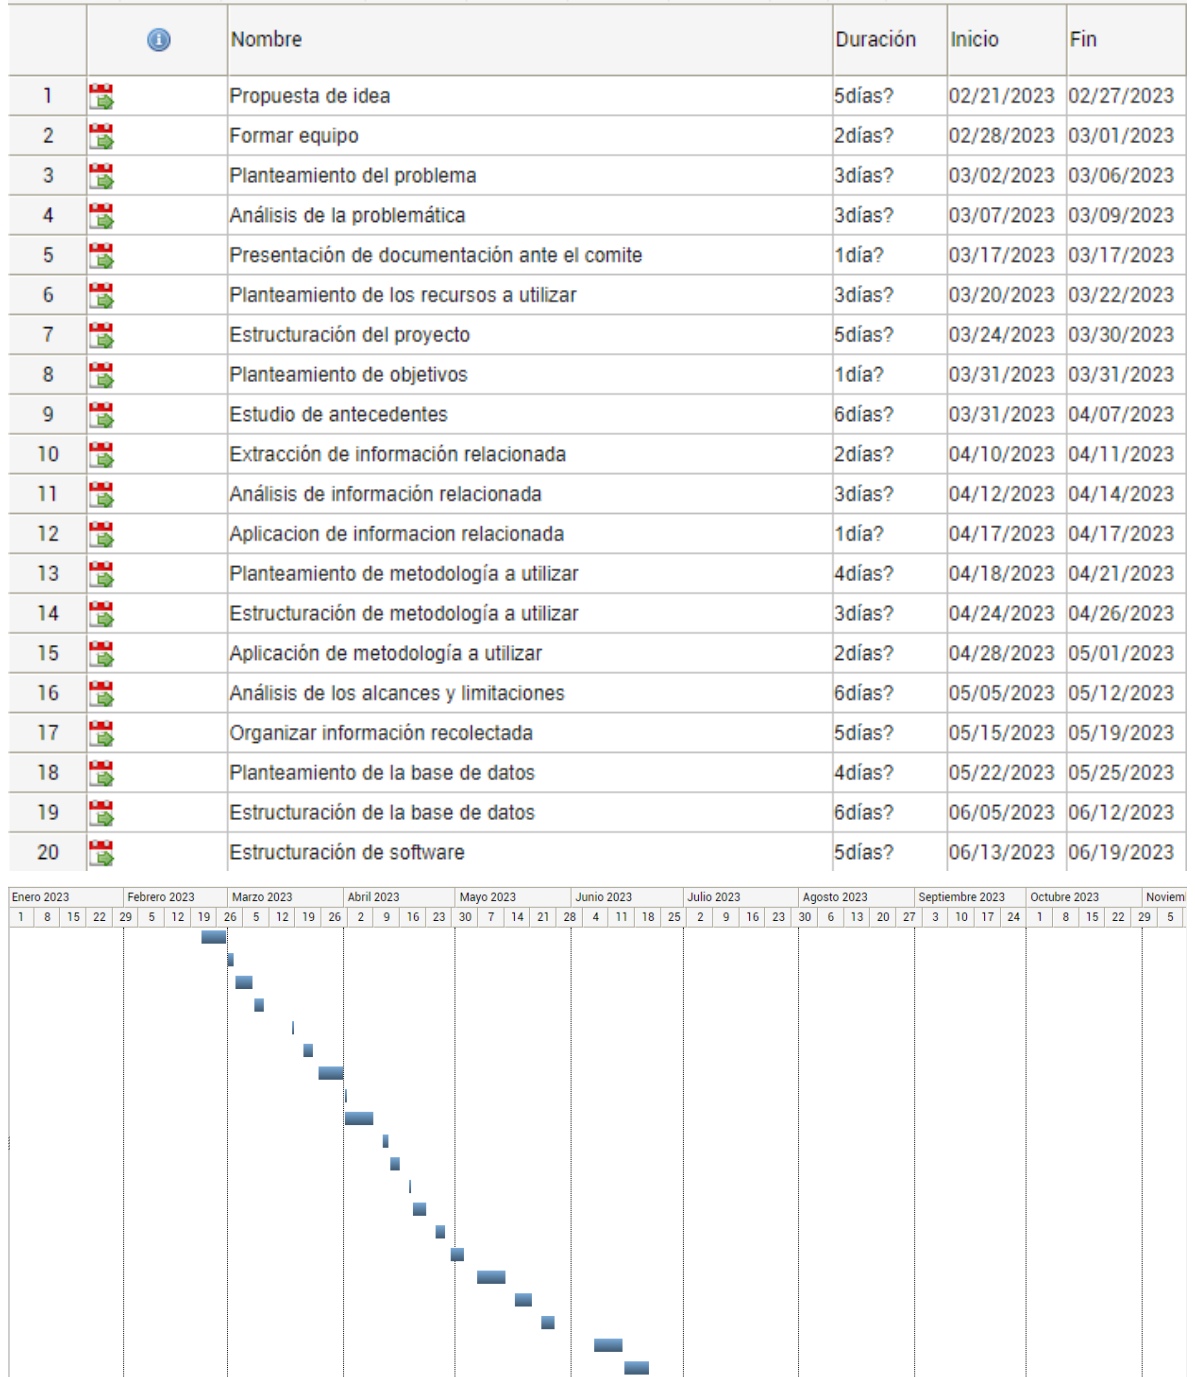 Nombre Duración Inicio Fin
1 Propuesta de idea 5días? 02/21/2023 02/27/2023
2 Formar equipo 2días? 02/28/2023 03/01/2023
3 Planteamiento del problema 3días? 03/02/2023 03/06/2023
4 Análisis de la problemática 3días? 03/07/2023 03/09/2023
5 Presentación de documentación ante el comite 1día? 03/17/2023 03/17/2023
6 Planteamiento de los recursos a utilizar 3días? 03/20/2023 03/22/2023
7 Estructuración del proyecto 5días? 03/24/2023 03/30/2023
8 Planteamiento de objetivos 1día? 03/31/2023 03/31/2023
9 Estudio de antecedentes 6días? 03/31/2023 04/07/2023
10 Extracción de información relacionada 2días? 04/10/2023 04/11/2023
11 Análisis de información relacionada 3días? 04/12/2023 04/14/2023
12 Aplicacion de informacion relacionada 1día? 04/17/2023 04/17/2023
13 Planteamiento de metodología a utilizar 4días? 04/18/2023 04/21/2023
14 Estructuración de metodología a utilizar 3días? 04/24/2023 04/26/2023
15 Aplicación de metodología a utilizar 2días? 04/28/2023 05/01/2023
16 Análisis de los alcances y limitaciones 6días? 05/05/2023 05/12/2023
17 Organizar información recolectada 5días? 05/15/2023 05/19/2023
18 Planteamiento de la base de datos 4días? 05/22/2023 05/25/2023
19 Estructuración de la base de datos 6días? 06/05/2023 06/12/2023
20 Estructuración de software 5días? 06/13/2023 06/19/2023
Enero 2023 Febrero 2023 Marzo 2023 Abril 2023 Mayo 2023 Junio 2023 Julio 2023 Agosto 2023 Septiembre 2023 Octubre 2023 Noviem
1 8 15 22 29 5 12 19 26 5 12 19 26 2 9 16 23 30 7 14 21 28 4 11 18 25 2 9 16 23 30 6 13 20 27 3 10 17 24 1 8 15 22 29 5